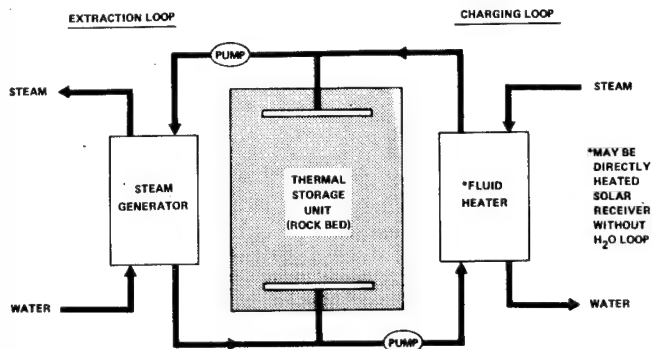 EXTRACTION LOOP
CHARGING LOOP
PUMP
STEAM
STEAM
STEAM
GENERATOR
THERMAL
STORAGE
UNIT
(ROCK BED)
*FLUID
HEATER
*MAY BE
DIRECTLY
HEATED
SOLAR
RECEIVER
WITHOUT
H₂O LOOP
WATER
WATER
PUMP